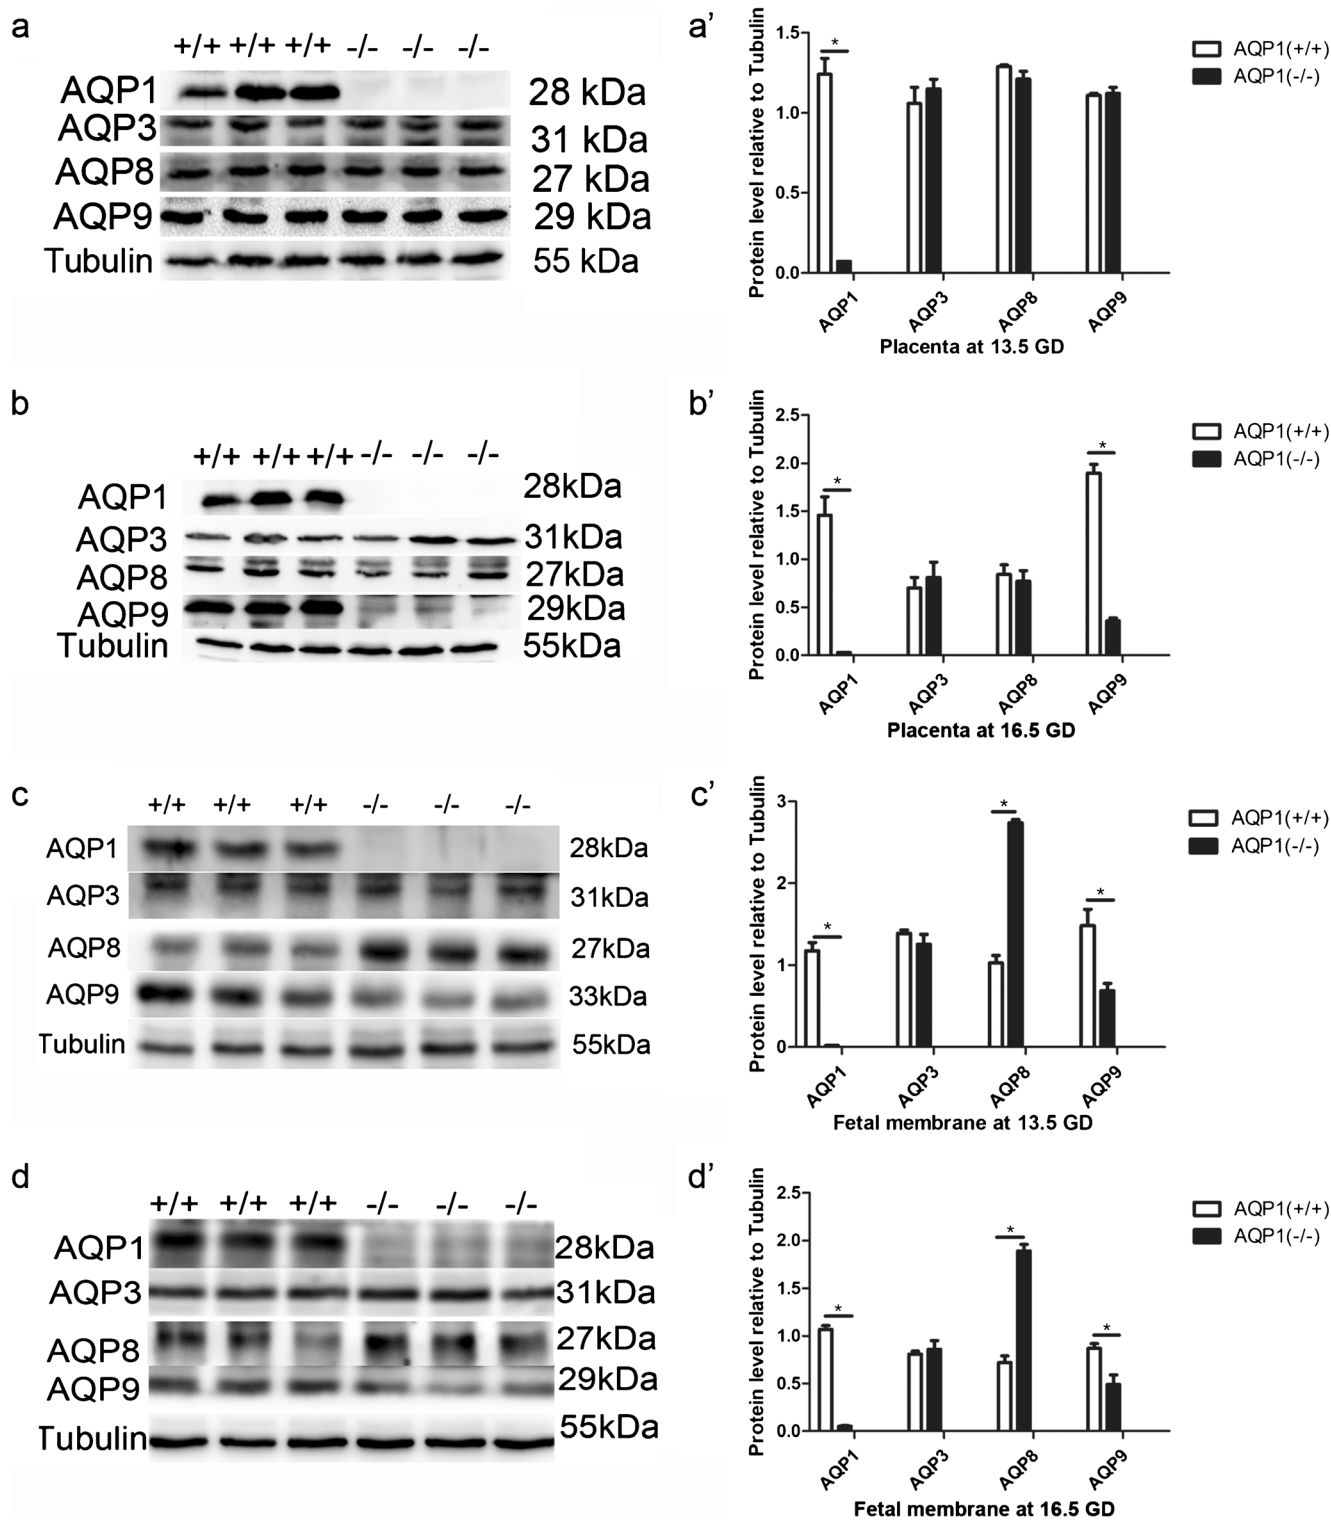 a
+/+ +/+ +/+ -/- -/- -/-
AQP1 28 kDa
AQP3 31 kDa
AQP8 27 kDa
AQP9 29 kDa
Tubulin 55 kDa
a’
Protein level relative to Tubulin
1.5
1.0
0.5
0.0
*
AQP1 AQP3 AQP8 AQP9
Placenta at 13.5 GD
AQP1(+/+)
AQP1(-/-)
b
+/+ +/+ +/+ -/- -/- -/-
AQP1 28kDa
AQP3 31kDa
AQP8 27kDa
AQP9 29kDa
Tubulin 55kDa
b’
Protein level relative to Tubulin
2.5
2.0
1.5
1.0
0.5
0.0
* *
AQP1 AQP3 AQP8 AQP9
Placenta at 16.5 GD
AQP1(+/+)
AQP1(-/-)
c
+/+ +/+ +/+ -/- -/- -/-
AQP1 28kDa
AQP3 31kDa
AQP8 27kDa
AQP9 33kDa
Tubulin 55kDa
c’
Protein level relative to Tubulin
3
2
1
0
* * *
AQP1 AQP3 AQP8 AQP9
Fetal membrane at 13.5 GD
AQP1(+/+)
AQP1(-/-)
d
+/+ +/+ +/+ -/- -/- -/-
AQP1 28kDa
AQP3 31kDa
AQP8 27kDa
AQP9 29kDa
Tubulin 55kDa
d’
Protein level relative to Tubulin
2.5
2.0
1.5
1.0
0.5
0.0
* * *
AQP1 AQP3 AQP8 AQP9
Fetal membrane at 16.5 GD
AQP1(+/+)
AQP1(-/-)